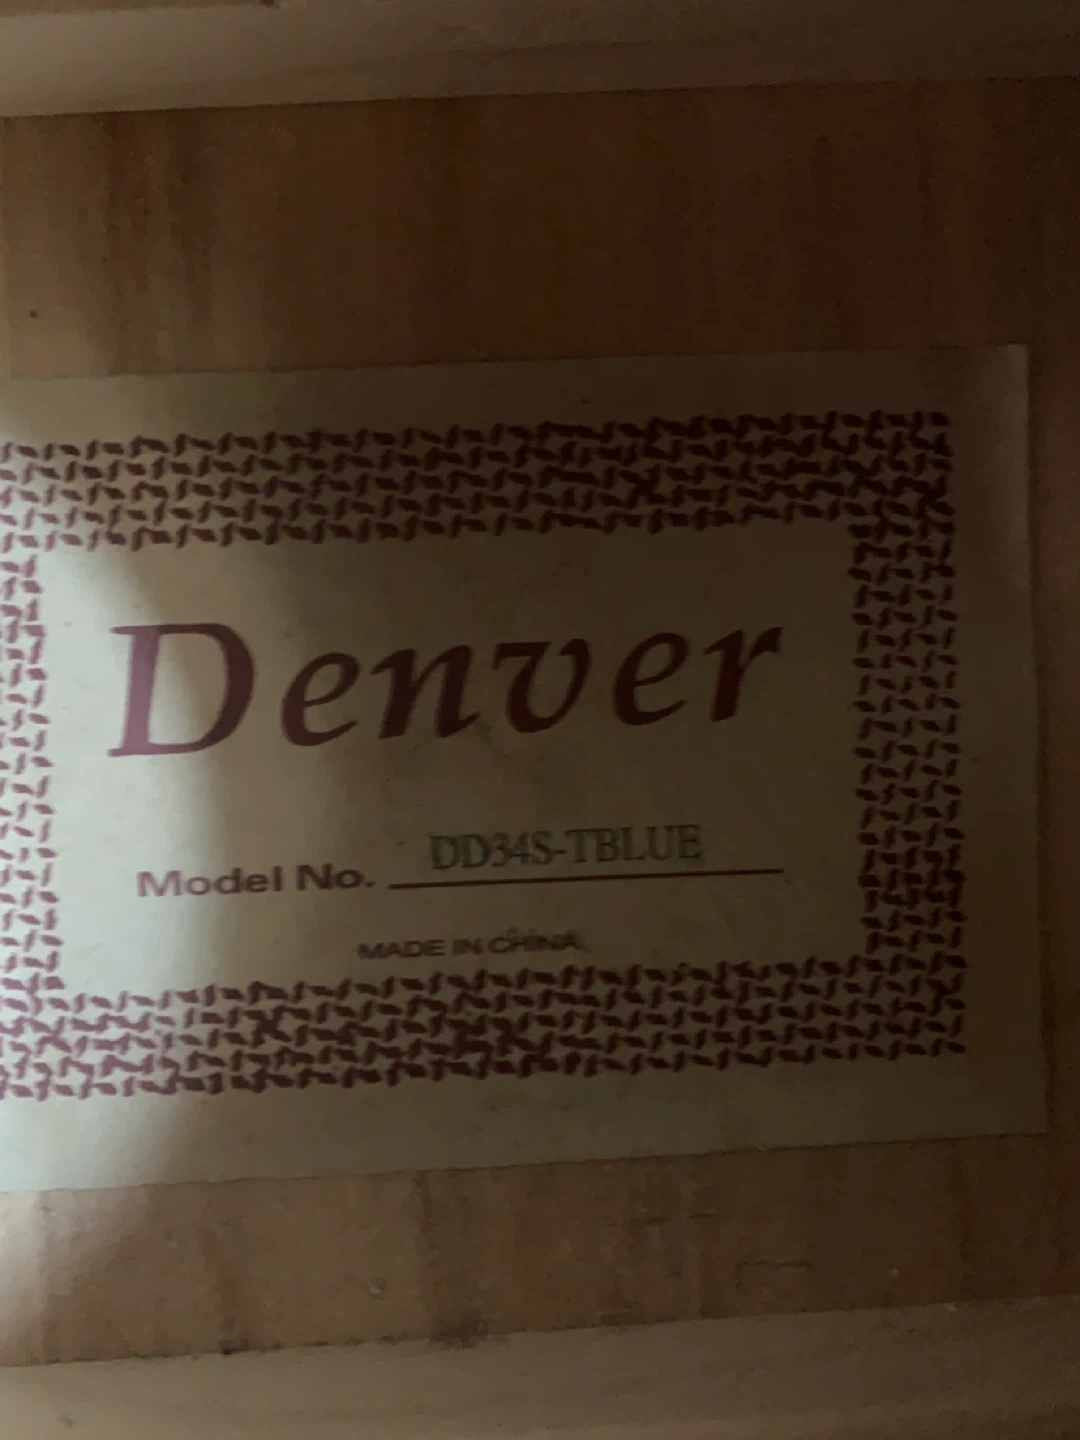 Denver
Model No. DD34S-TBLUE
MADE IN CHINA